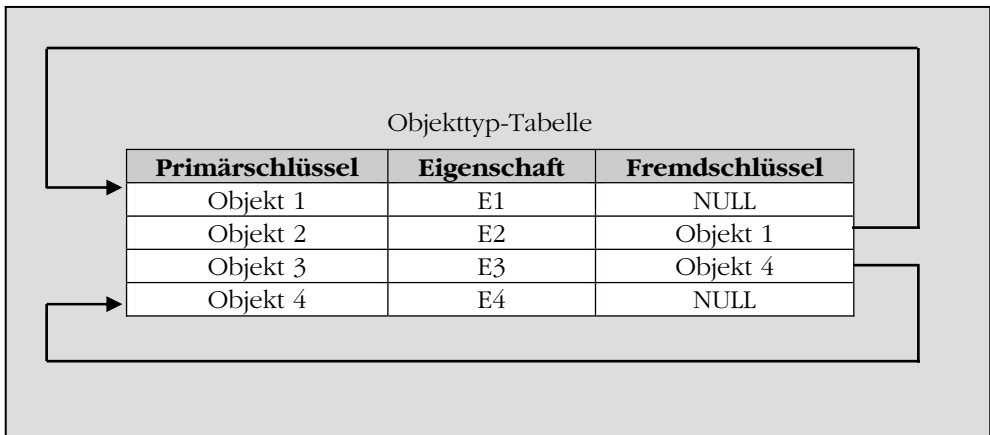 Objekttyp-Tabelle
Primärschlüssel Eigenschaft Fremdschlüssel
Objekt 1 E1 NULL
Objekt 2 E2 Objekt 1
Objekt 3 E3 Objekt 4
Objekt 4 E4 NULL